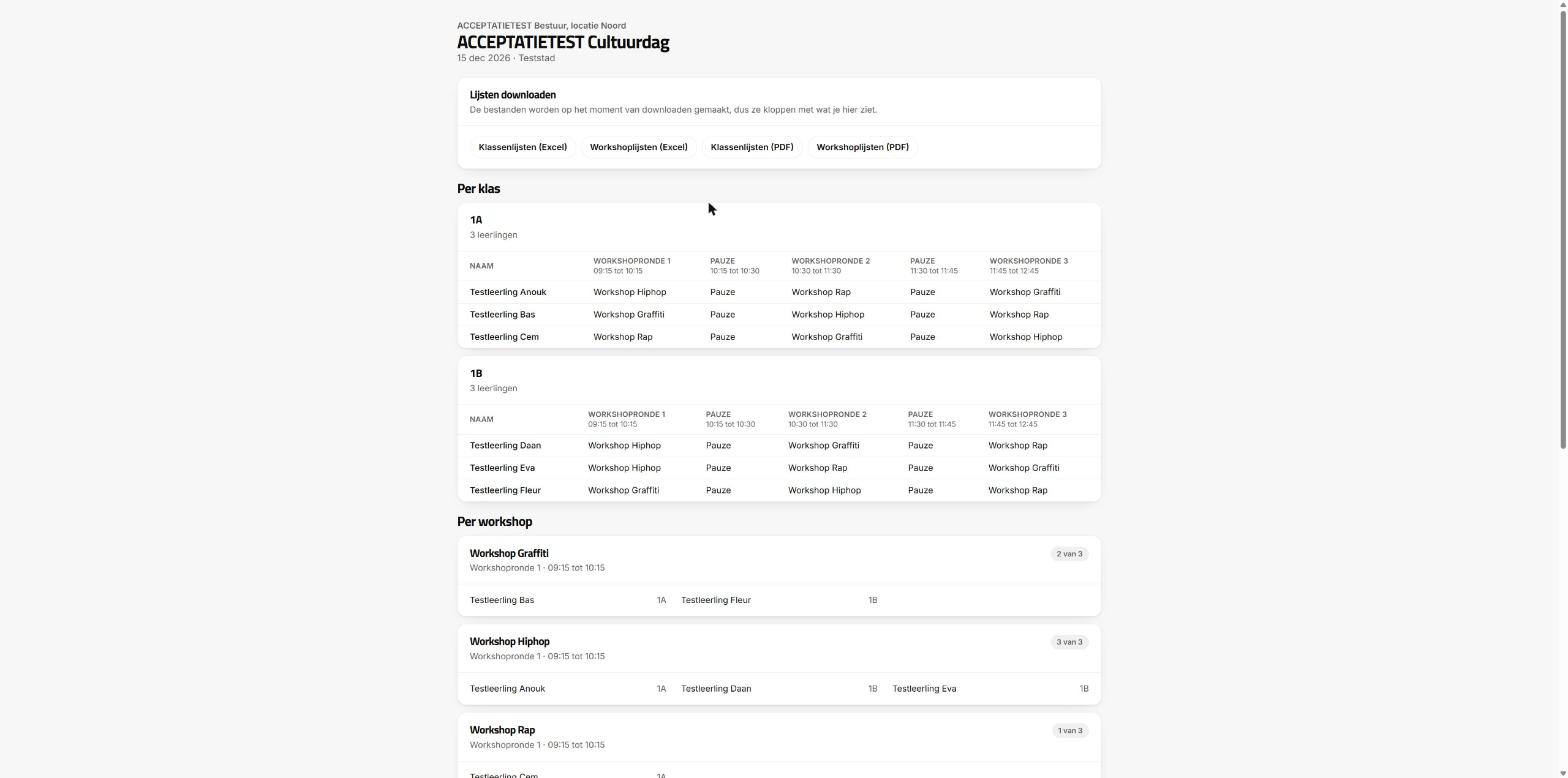 ACCEPTATIETEST Bestuur, locatie Noord
ACCEPTATIETEST Cultuurdag
15 dec 2026 · Teststad
Lijsten downloaden
De bestanden worden op het moment van downloaden gemaakt, dus ze kloppen met wat je hier ziet.
Klassenlijsten (Excel) Workshoplijsten (Excel) Klassenlijsten (PDF) Workshoplijsten (PDF)
Per klas
1A
3 leerlingen
NAAM WORKSHOPRONDE 1 PAUZE WORKSHOPRONDE 2 PAUZE WORKSHOPRONDE 3
09:15 tot 10:15 10:15 tot 10:30 10:30 tot 11:30 11:30 tot 11:45 11:45 tot 12:45
Testleerling Anouk Workshop Hiphop Pauze Workshop Rap Pauze Workshop Graffiti
Testleerling Bas Workshop Graffiti Pauze Workshop Hiphop Pauze Workshop Rap
Testleerling Cem Workshop Rap Pauze Workshop Graffiti Pauze Workshop Hiphop
1B
3 leerlingen
NAAM WORKSHOPRONDE 1 PAUZE WORKSHOPRONDE 2 PAUZE WORKSHOPRONDE 3
09:15 tot 10:15 10:15 tot 10:30 10:30 tot 11:30 11:30 tot 11:45 11:45 tot 12:45
Testleerling Daan Workshop Hiphop Pauze Workshop Graffiti Pauze Workshop Rap
Testleerling Eva Workshop Hiphop Pauze Workshop Rap Pauze Workshop Graffiti
Testleerling Fleur Workshop Graffiti Pauze Workshop Hiphop Pauze Workshop Rap
Per workshop
Workshop Graffiti 2 van 3
Workshopronde 1 · 09:15 tot 10:15
Testleerling Bas 1A Testleerling Fleur 1B
Workshop Hiphop 3 van 3
Workshopronde 1 · 09:15 tot 10:15
Testleerling Anouk 1A Testleerling Daan 1B Testleerling Eva 1B
Workshop Rap 1 van 3
Workshopronde 1 · 09:15 tot 10:15
Testleerling Cem 1A